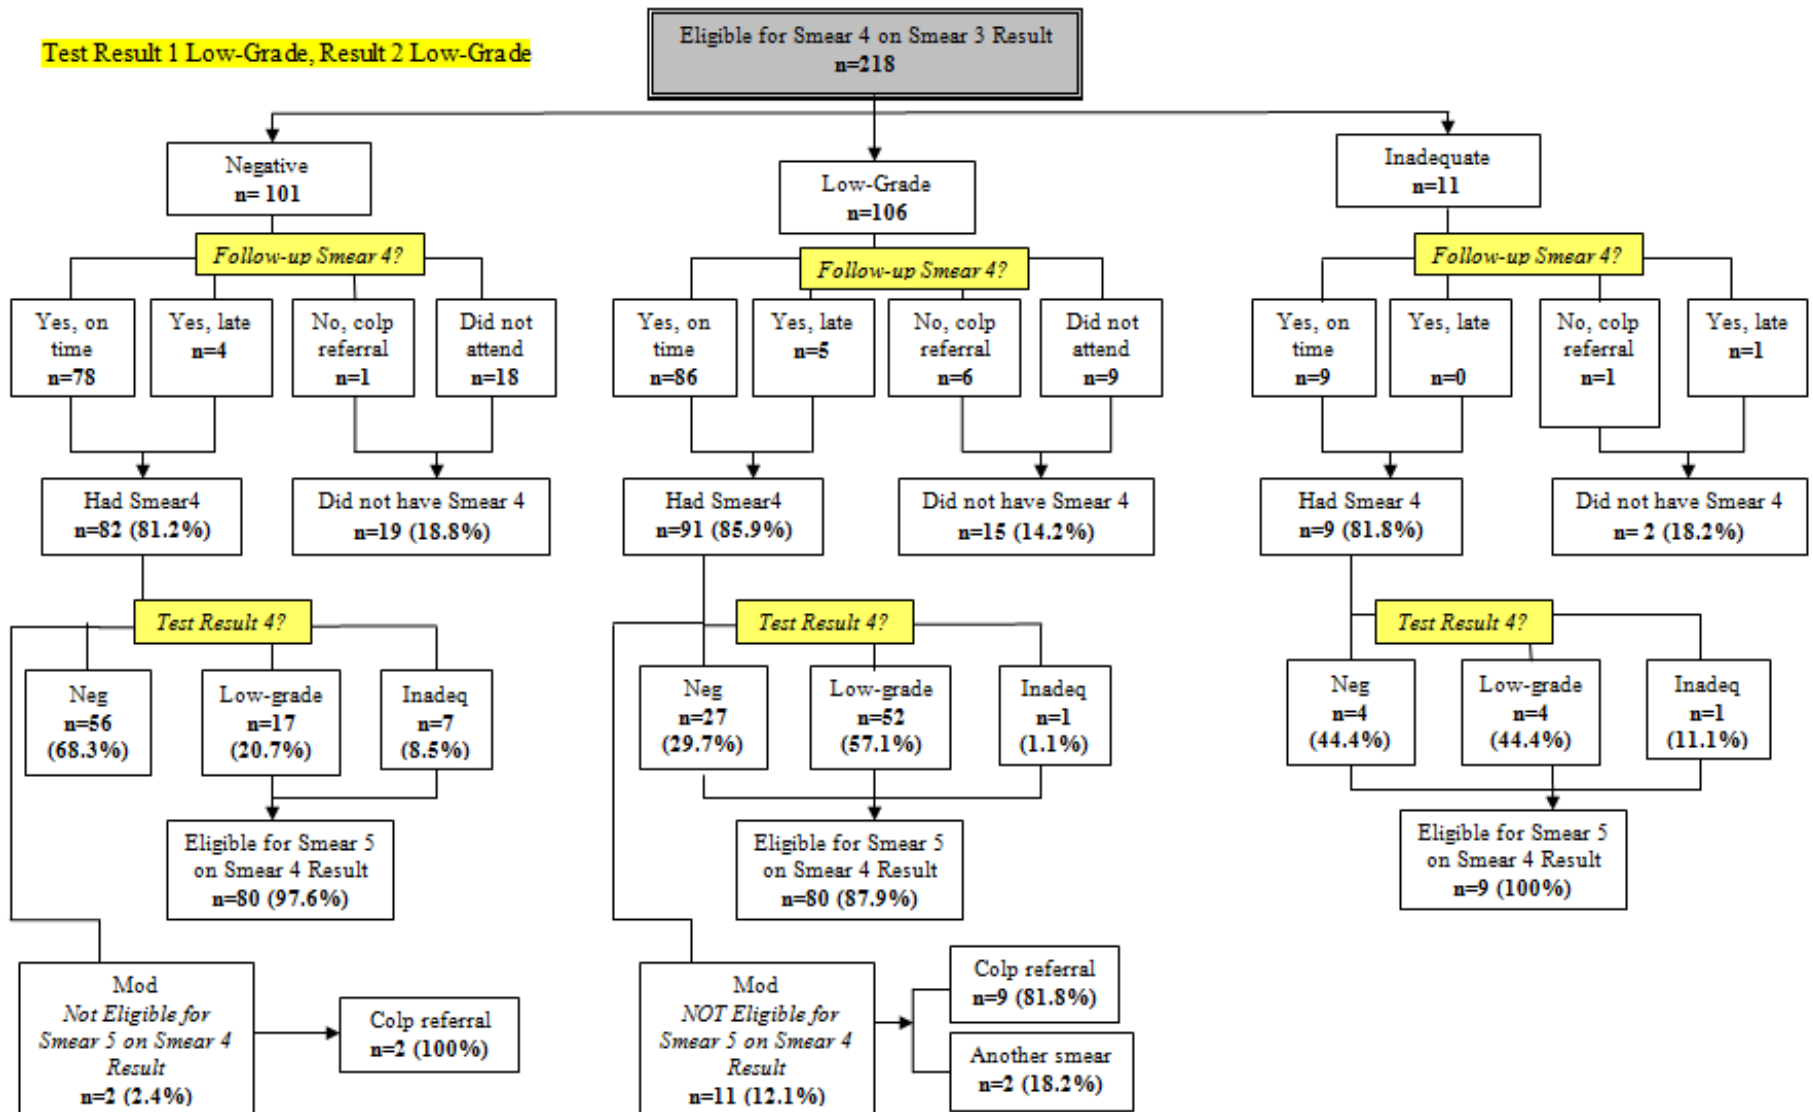 Test Result 1 Low-Grade, Result 2 Low-Grade
Eligible for Smear 4 on Smear 3 Result
n=218
Negative
n= 101
Low-Grade
n=106
Inadequate
n=11
Follow-up Smear 4?
Follow-up Smear 4?
Follow-up Smear 4?
Yes, on
time
n=78
Yes, late
n=4
No, colp
referral
n=1
Did not
attend
n=18
Yes, on
time
n=86
Yes, late
n=5
No, colp
referral
n=6
Did not
attend
n=9
Yes, on
time
n=9
Yes, late
n=0
No, colp
referral
n=1
Yes, late
n=1
Had Smear4
n=82 (81.2%)
Did not have Smear 4
n=19 (18.8%)
Had Smear4
n=91 (85.9%)
Did not have Smear 4
n=15 (14.2%)
Had Smear 4
n=9 (81.8%)
Did not have Smear 4
n= 2 (18.2%)
Test Result 4?
Test Result 4?
Test Result 4?
Neg
n=56
(68.3%)
Low-grade
n=17
(20.7%)
Inadeq
n=7
(8.5%)
Neg
n=27
(29.7%)
Low-grade
n=52
(57.1%)
Inadeq
n=1
(1.1%)
Neg
n=4
(44.4%)
Low-grade
n=4
(44.4%)
Inadeq
n=1
(11.1%)
Eligible for Smear 5
on Smear 4 Result
n=80 (97.6%)
Eligible for Smear 5
on Smear 4 Result
n=80 (87.9%)
Eligible for Smear 5
on Smear 4 Result
n=9 (100%)
Mod
Not Eligible for
Smear 5 on Smear 4
Result
n=2 (2.4%)
Colp referral
n=2 (100%)
Mod
NOT Eligible for
Smear 5 on Smear 4
Result
n=11 (12.1%)
Colp referral
n=9 (81.8%)
Another smear
n=2 (18.2%)